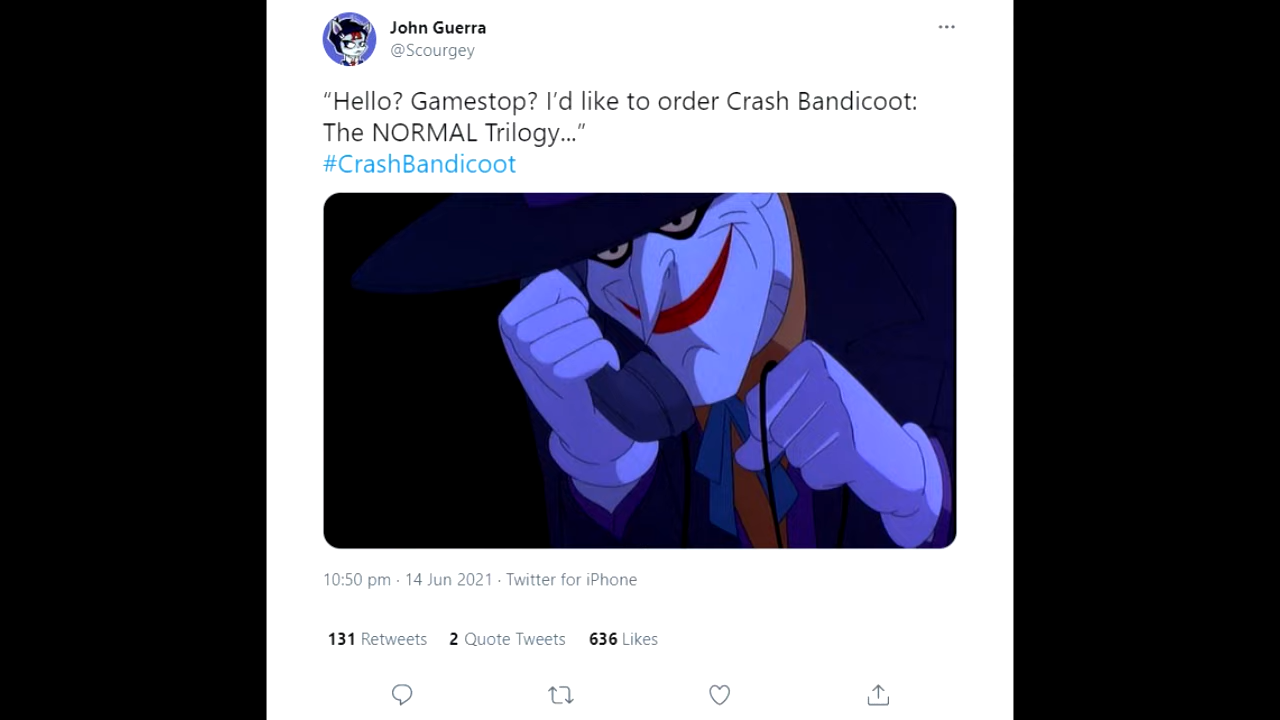 John Guerra
@Scourgey
“Hello? Gamestop? I’d like to order Crash Bandicoot:
The NORMAL Trilogy...”
#CrashBandicoot
10:50 pm · 14 Jun 2021 · Twitter for iPhone
131 Retweets 2 Quote Tweets 636 Likes